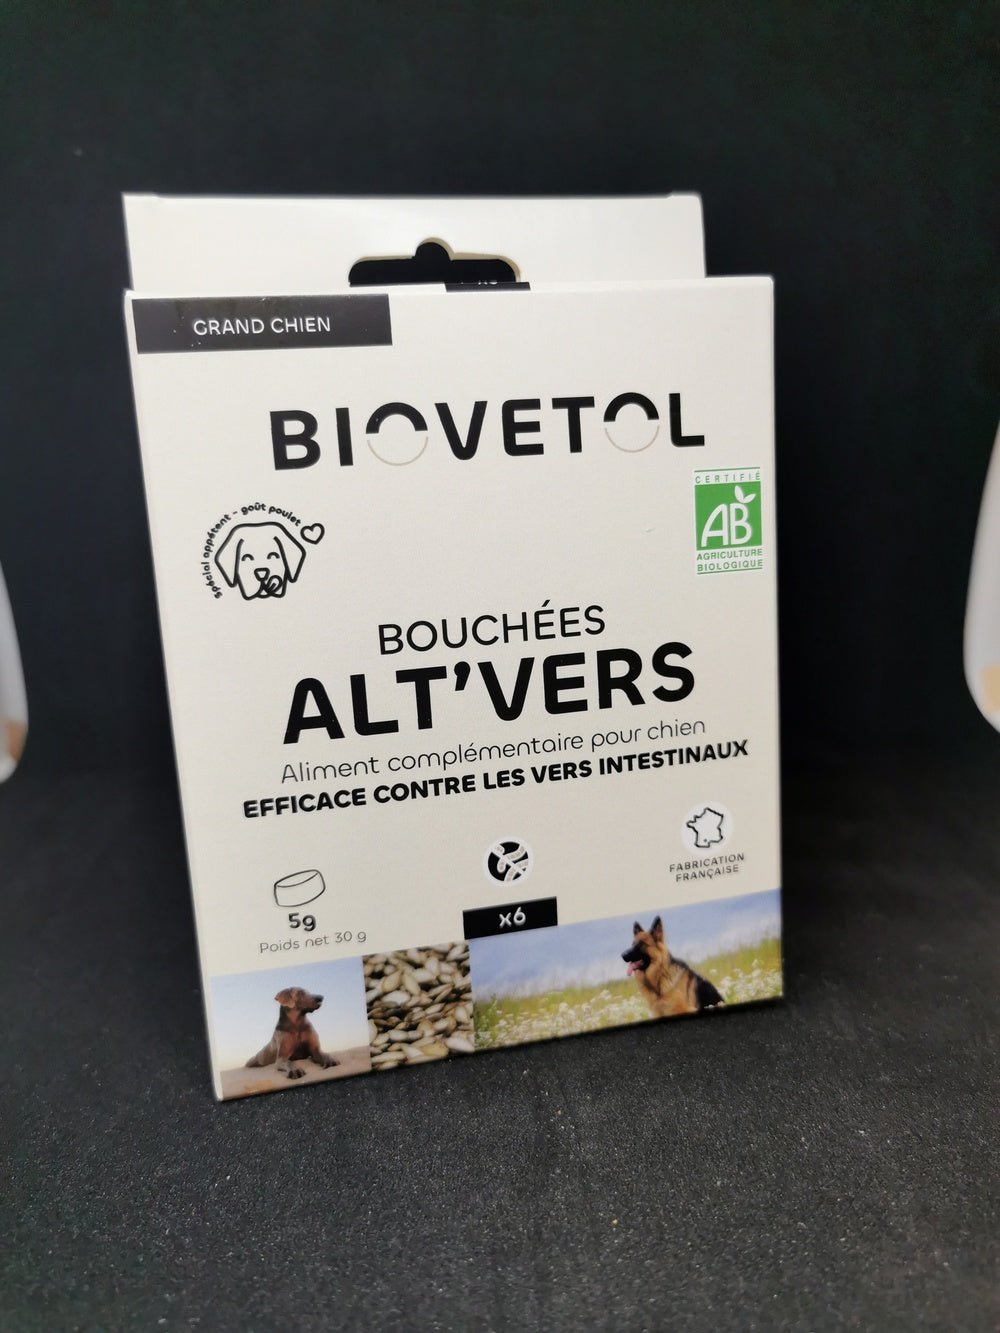 GRAND CHIEN
BIOVETOL
CERTIFIÉ
AB
AGRICULTURE
BIOLOGIQUE
spécial appétent - goût poulet
BOUCHÉES
ALT'VERS
Aliment complémentaire pour chien
EFFICACE CONTRE LES VERS INTESTINAUX
FABRICATION
FRANÇAISE
5g
Poids net 30 g
x6